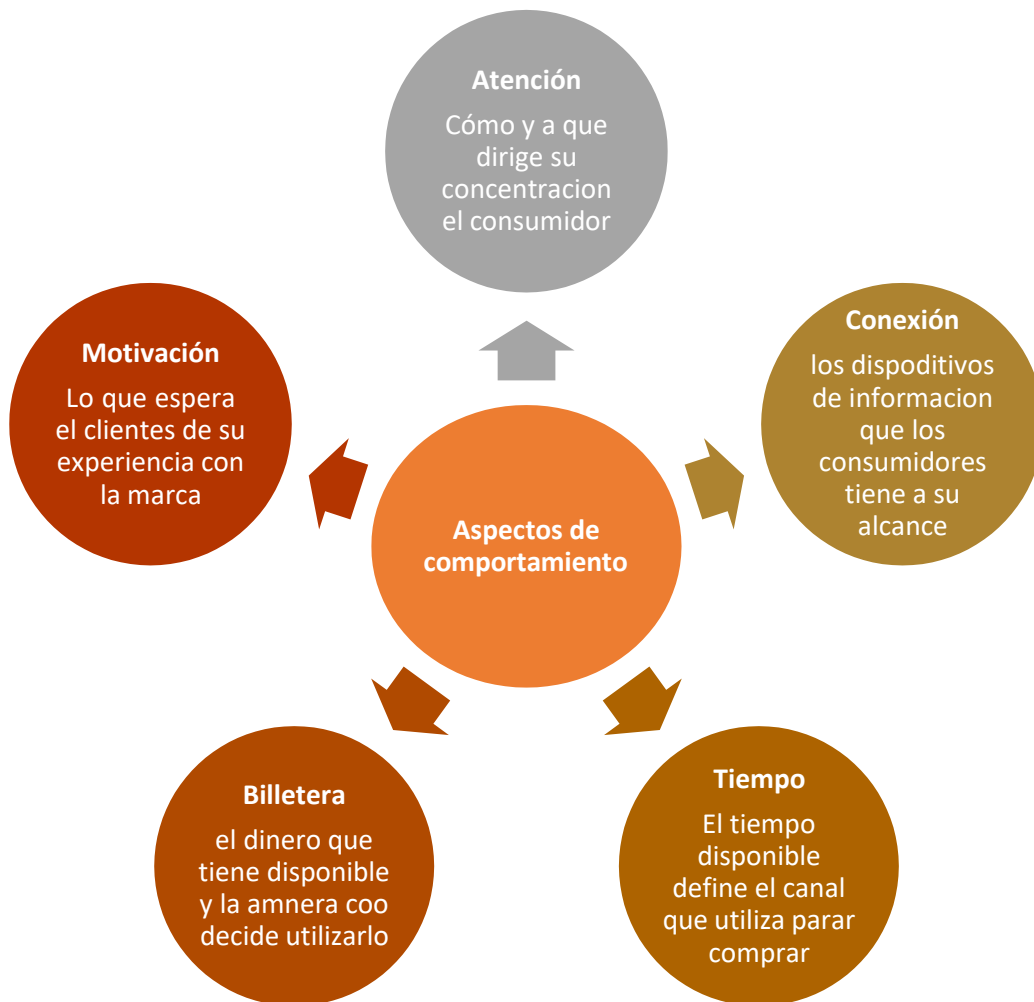 Atención
Cómo y a que
dirige su
concentracion
el consumidor
Motivación
Lo que espera
el clientes de su
experiencia con
la marca
Conexión
los dispoditivos
de informacion
que los
consumidores
tiene a su
alcance
Aspectos de
comportamiento
Billetera
el dinero que
tiene disponible
y la amnera coo
decide utilizarlo
Tiempo
El tiempo
disponible
define el canal
que utiliza parar
comprar